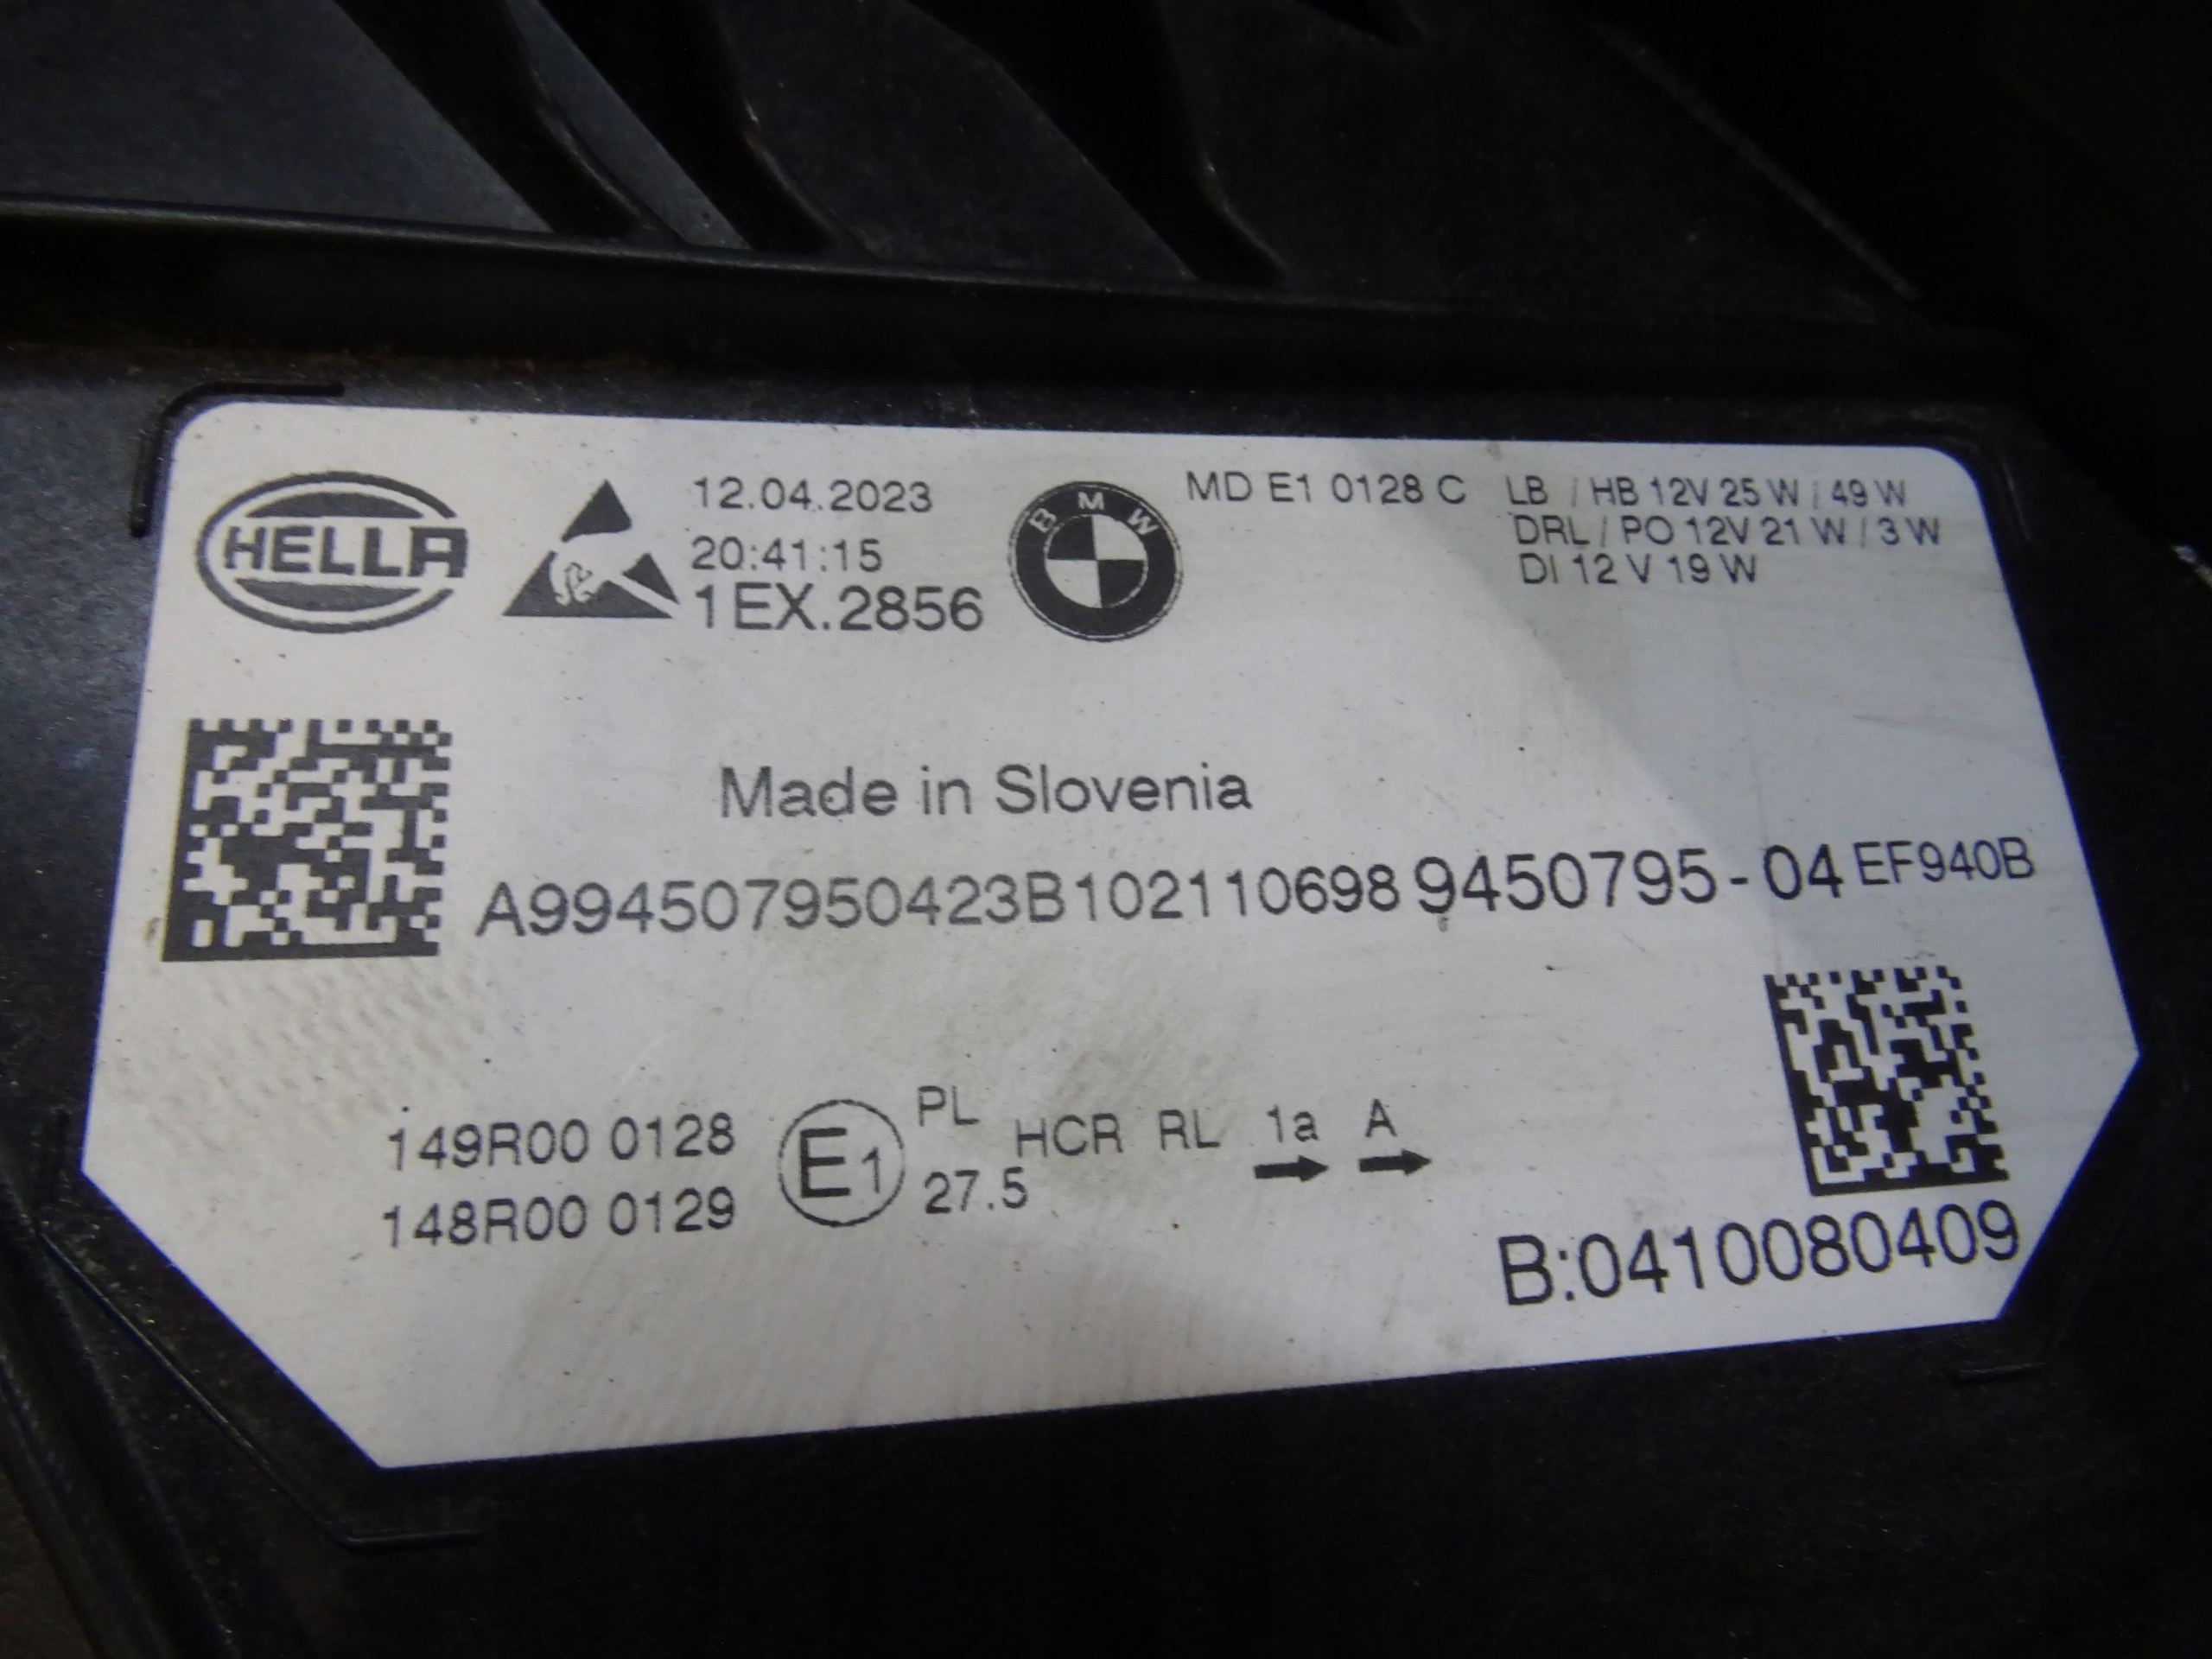 HELLA
12.04.2023
20:41:15
1EX.2856
BMW
MD E1 0128 C
LB / HB 12V 25 W / 49 W
DRL / PO 12V 21 W / 3 W
DI 12 V 19 W
Made in Slovenia
A994507950423B102110698 9450795-04 EF940B
149R00 0128
148R00 0129
E1
PL
27.5
HCR RL 1a A
B:0410080409